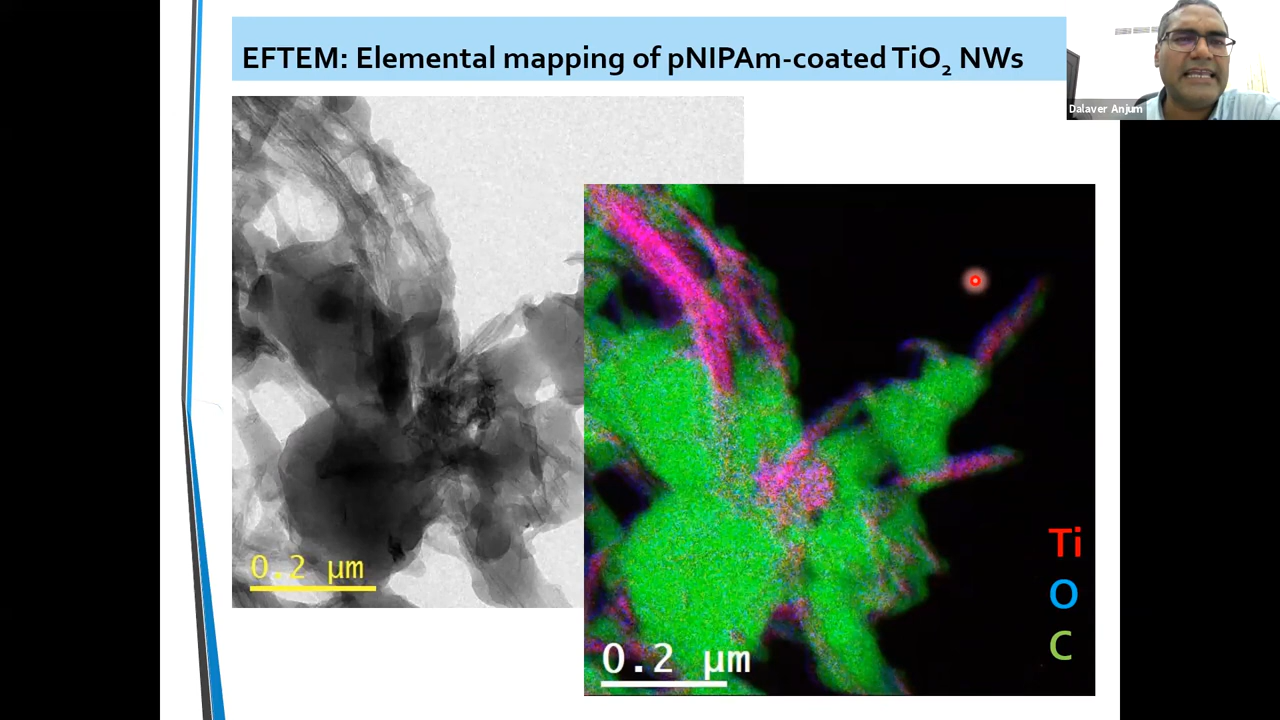 EFTEM: Elemental mapping of pNIPAm-coated TiO₂ NWs
Dalaver Anjum
0.2 µm
Ti
O
C
0.2 µm